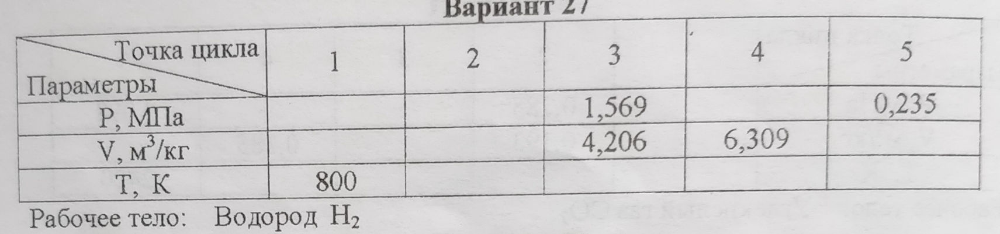 Вариант 27
Точка цикла
Параметры
1 2 3 4 5
Р, МПа 1,569 0,235
V, м³/кг 4,206 6,309
Т, К 800
Рабочее тело: Водород H₂